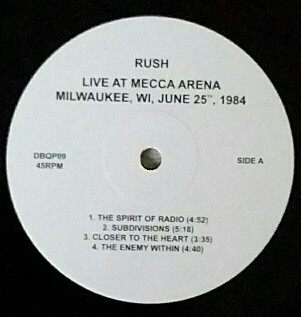 RUSH
LIVE AT MECCA ARENA
MILWAUKEE, WI, JUNE 25TH, 1984
DBQP09
45RPM
SIDE A
1. THE SPIRIT OF RADIO (4:52)
2. SUBDIVISIONS (5:18)
3. CLOSER TO THE HEART (3:35)
4. THE ENEMY WITHIN (4:40)